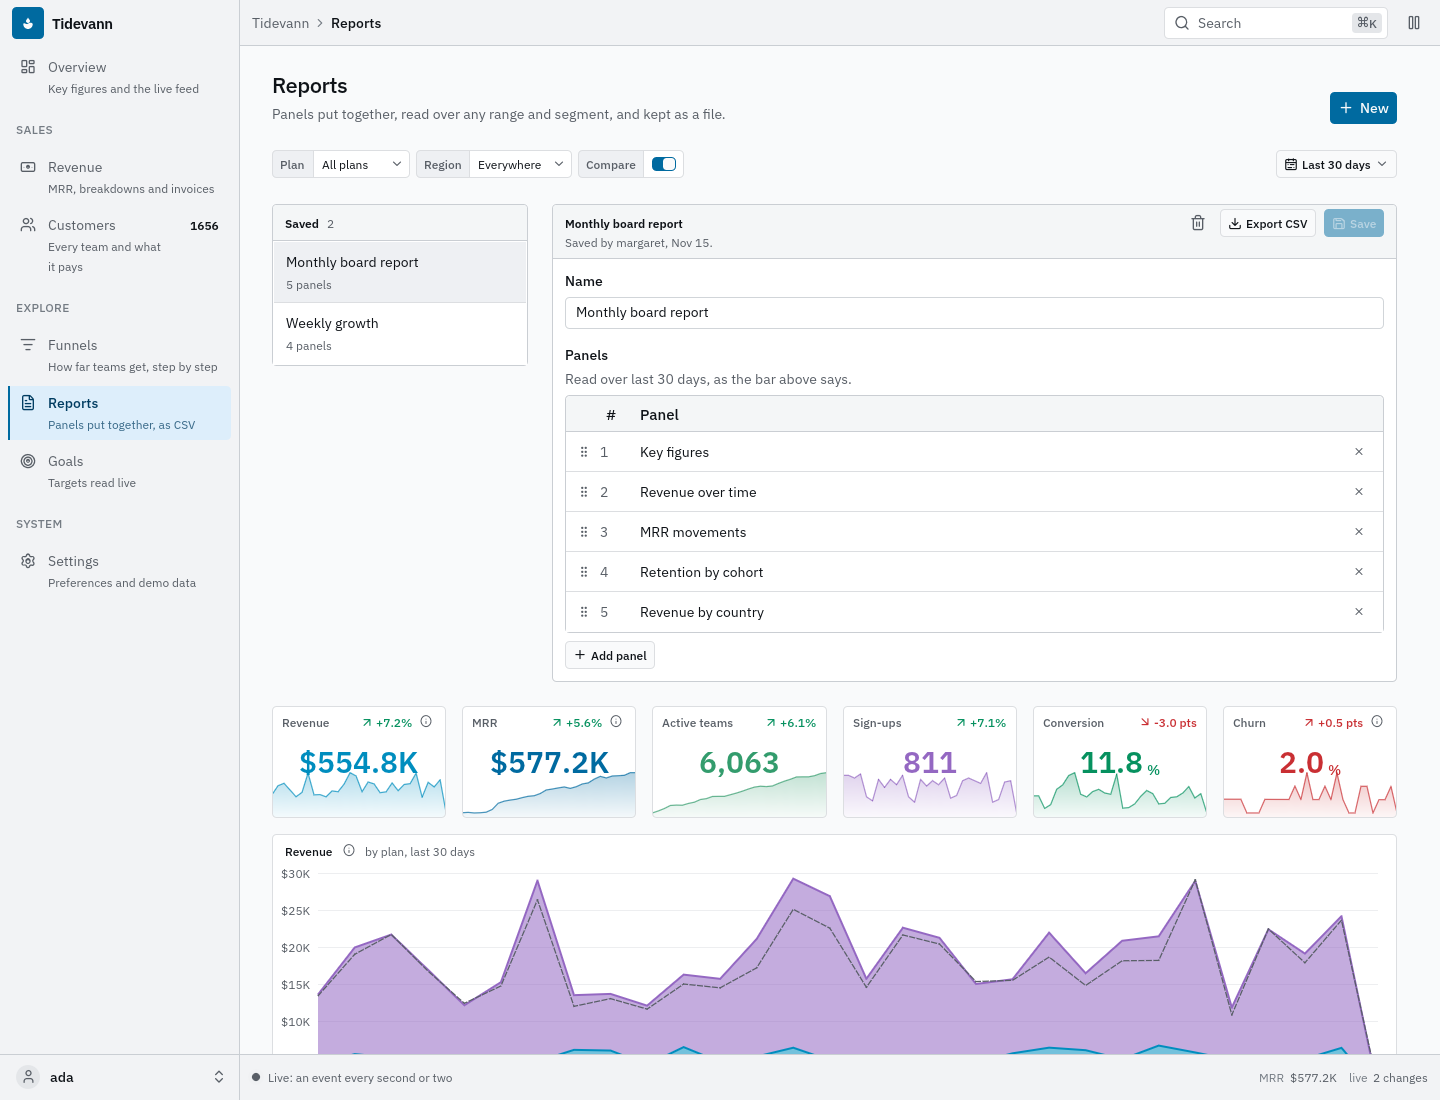 Tidevann
Overview
Key figures and the live feed
SALES
Revenue
MRR, breakdowns and invoices
Customers 1656
Every team and what
it pays
EXPLORE
Funnels
How far teams get, step by step
Reports
Panels put together, as CSV
Goals
Targets read live
SYSTEM
Settings
Preferences and demo data
ada
Tidevann > Reports
Search ⌘K
Reports
Panels put together, read over any range and segment, and kept as a file.
New
Plan All plans
Region Everywhere
Compare
Last 30 days
Saved 2
Monthly board report
5 panels
Weekly growth
4 panels
Monthly board report
Saved by margaret, Nov 15.
Export CSV
Save
Name
Monthly board report
Panels
Read over last 30 days, as the bar above says.
# Panel
1 Key figures
2 Revenue over time
3 MRR movements
4 Retention by cohort
5 Revenue by country
Add panel
Revenue +7.2%
$554.8K
MRR +5.6%
$577.2K
Active teams +6.1%
6,063
Sign-ups +7.1%
811
Conversion -3.0 pts
11.8 %
Churn +0.5 pts
2.0 %
Revenue by plan, last 30 days
$30K
$25K
$20K
$15K
$10K
Live: an event every second or two
MRR $577.2K live 2 changes